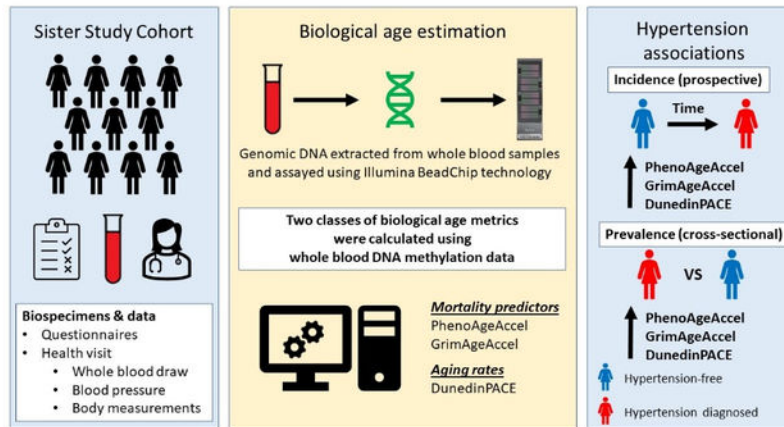 Sister Study Cohort
Biospecimens & data
• Questionnaires
• Health visit
• Whole blood draw
• Blood pressure
• Body measurements
Biological age estimation
Genomic DNA extracted from whole blood samples
and assayed using Illumina BeadChip technology
Two classes of biological age metrics
were calculated using
whole blood DNA methylation data
Mortality predictors
PhenoAgeAccel
GrimAgeAccel
Aging rates
DunedinPACE
Hypertension
associations
Incidence (prospective)
Time
PhenoAgeAccel
GrimAgeAccel
DunedinPACE
Prevalence (cross-sectional)
VS
PhenoAgeAccel
GrimAgeAccel
DunedinPACE
Hypertension-free
Hypertension diagnosed